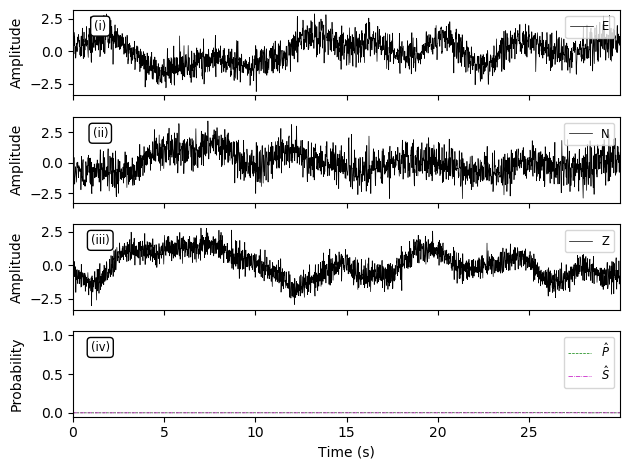 Amplitude
2.5
0.0
−2.5
(i)
E
Amplitude
2.5
0.0
−2.5
(ii)
N
Amplitude
2.5
0.0
−2.5
(iii)
Z
Probability
1.0
0.5
0.0
(iv)
P̂
Ŝ
0 5 10 15 20 25
Time (s)